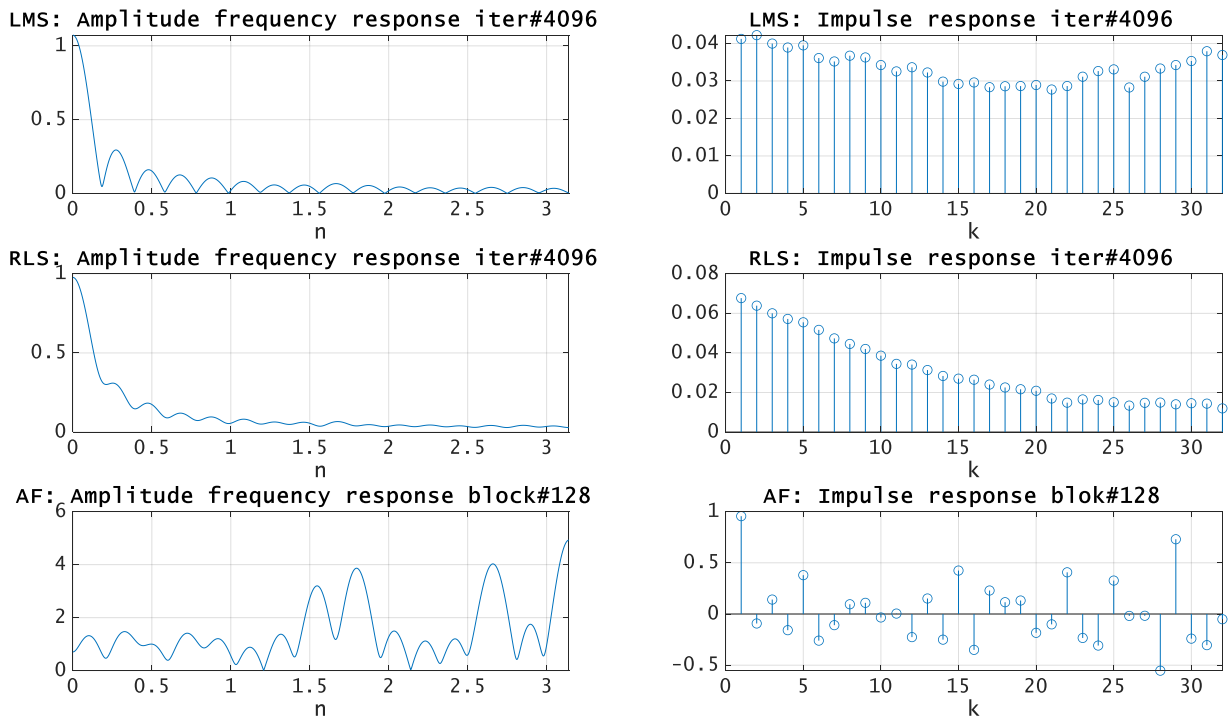 LMS: Amplitude frequency response iter#4096
1
0.5
0
0 0.5 1 1.5 2 2.5 3
n
LMS: Impulse response iter#4096
0.04
0.03
0.02
0.01
0
0 5 10 15 20 25 30
k
RLS: Amplitude frequency response iter#4096
1
0.5
0
0 0.5 1 1.5 2 2.5 3
n
RLS: Impulse response iter#4096
0.08
0.06
0.04
0.02
0
0 5 10 15 20 25 30
k
AF: Amplitude frequency response block#128
6
4
2
0
0 0.5 1 1.5 2 2.5 3
n
AF: Impulse response blok#128
1
0.5
0
-0.5
0 5 10 15 20 25 30
k